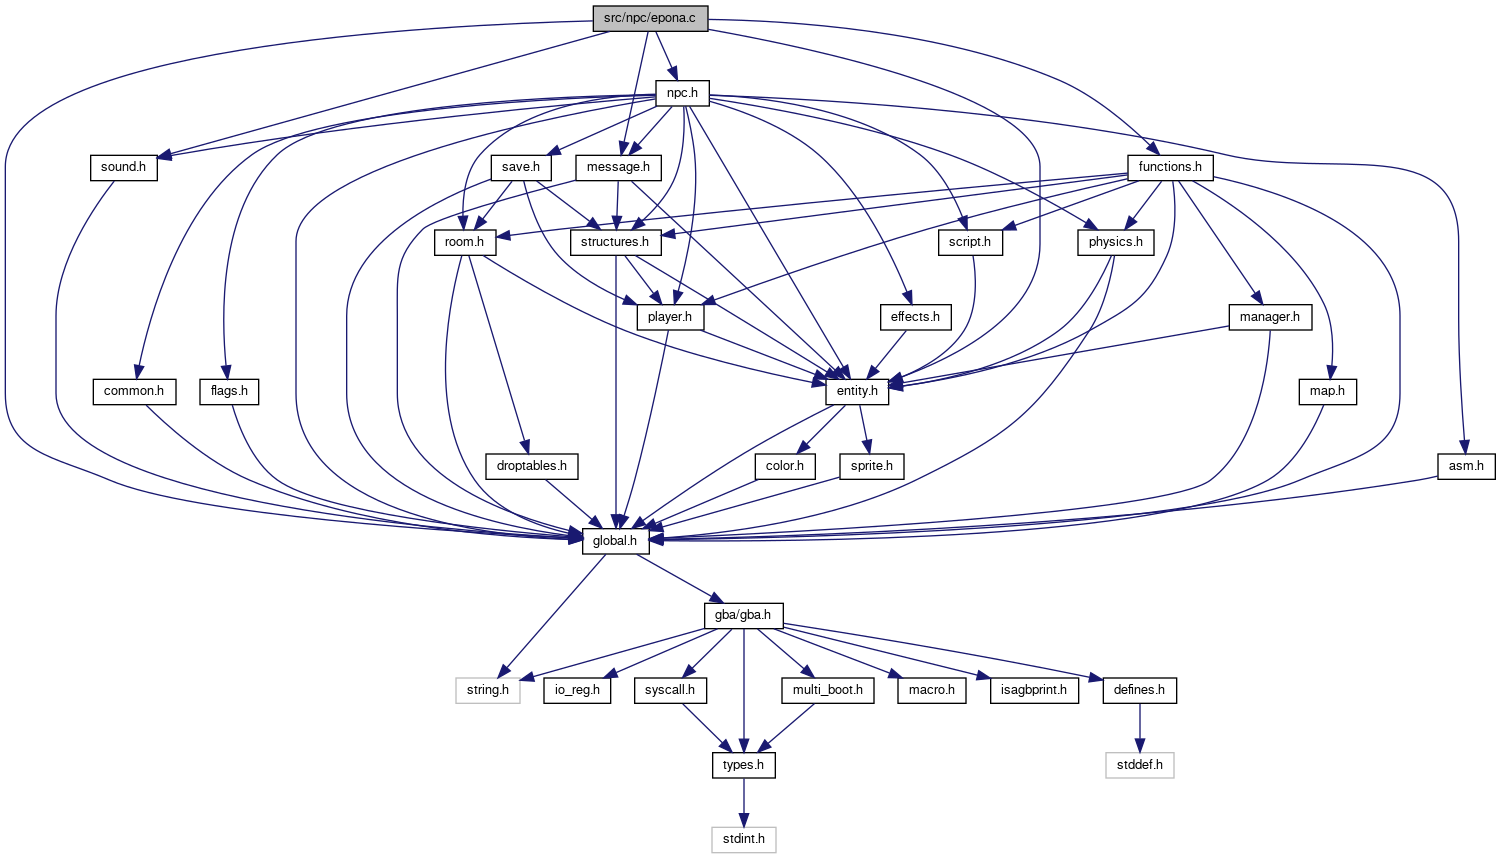 src/npc/epona.c
npc.h
sound.h
save.h
message.h
functions.h
room.h
structures.h
script.h
physics.h
player.h
effects.h
manager.h
common.h
flags.h
entity.h
map.h
droptables.h
color.h
sprite.h
asm.h
global.h
gba/gba.h
string.h
io_reg.h
syscall.h
multi_boot.h
macro.h
isagbprint.h
defines.h
types.h
stddef.h
stdint.h